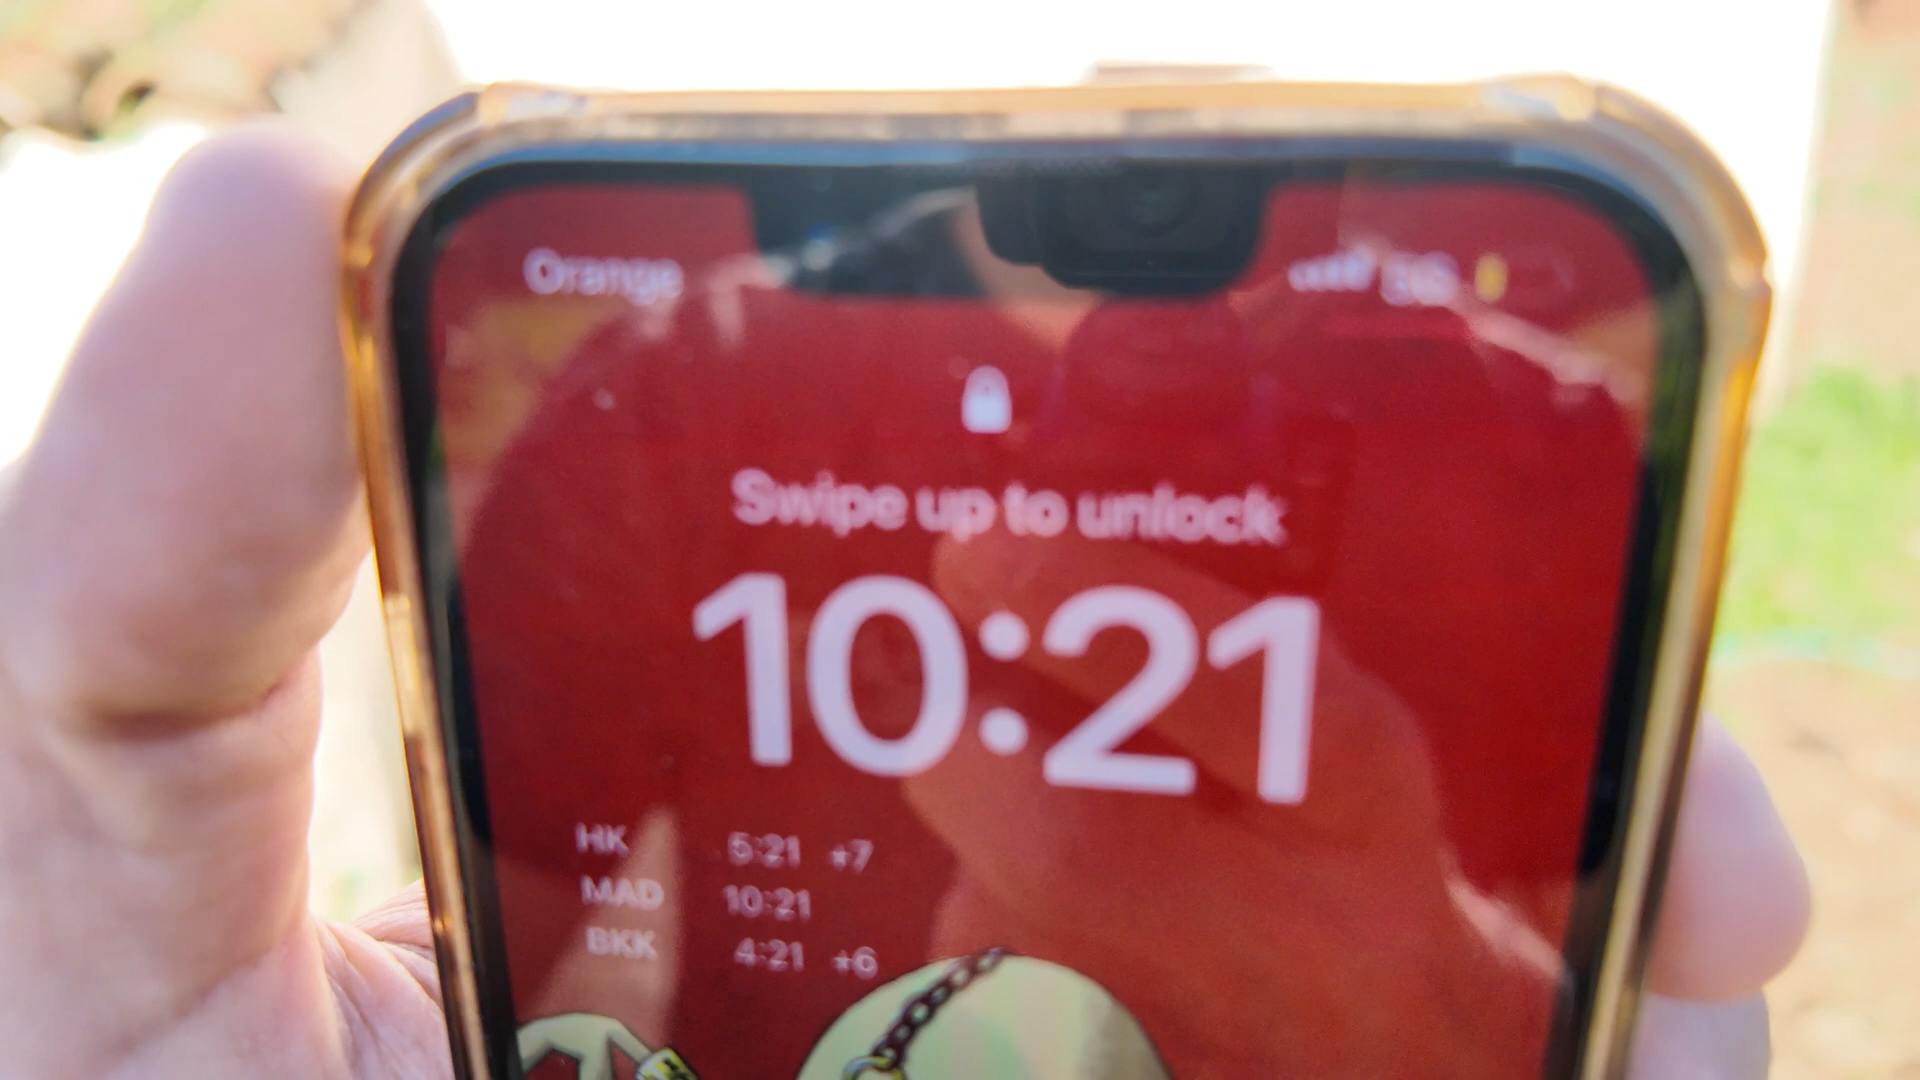 Orange 5G
Swipe up to unlock
10:21
HK 5:21 +7
MAD 10:21
BKK 4:21 +6